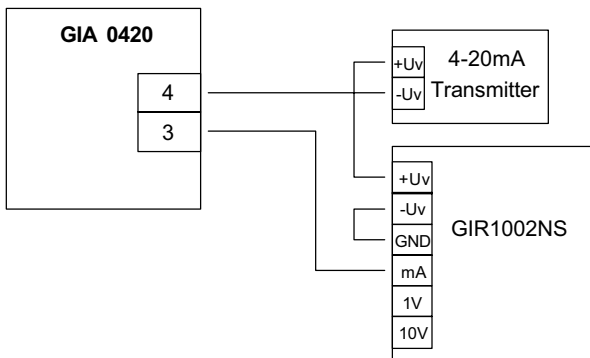 GIA 0420
4
3
+Uv
-Uv
4-20mA
Transmitter
+Uv
-Uv
GND
mA
1V
10V
GIR1002NS